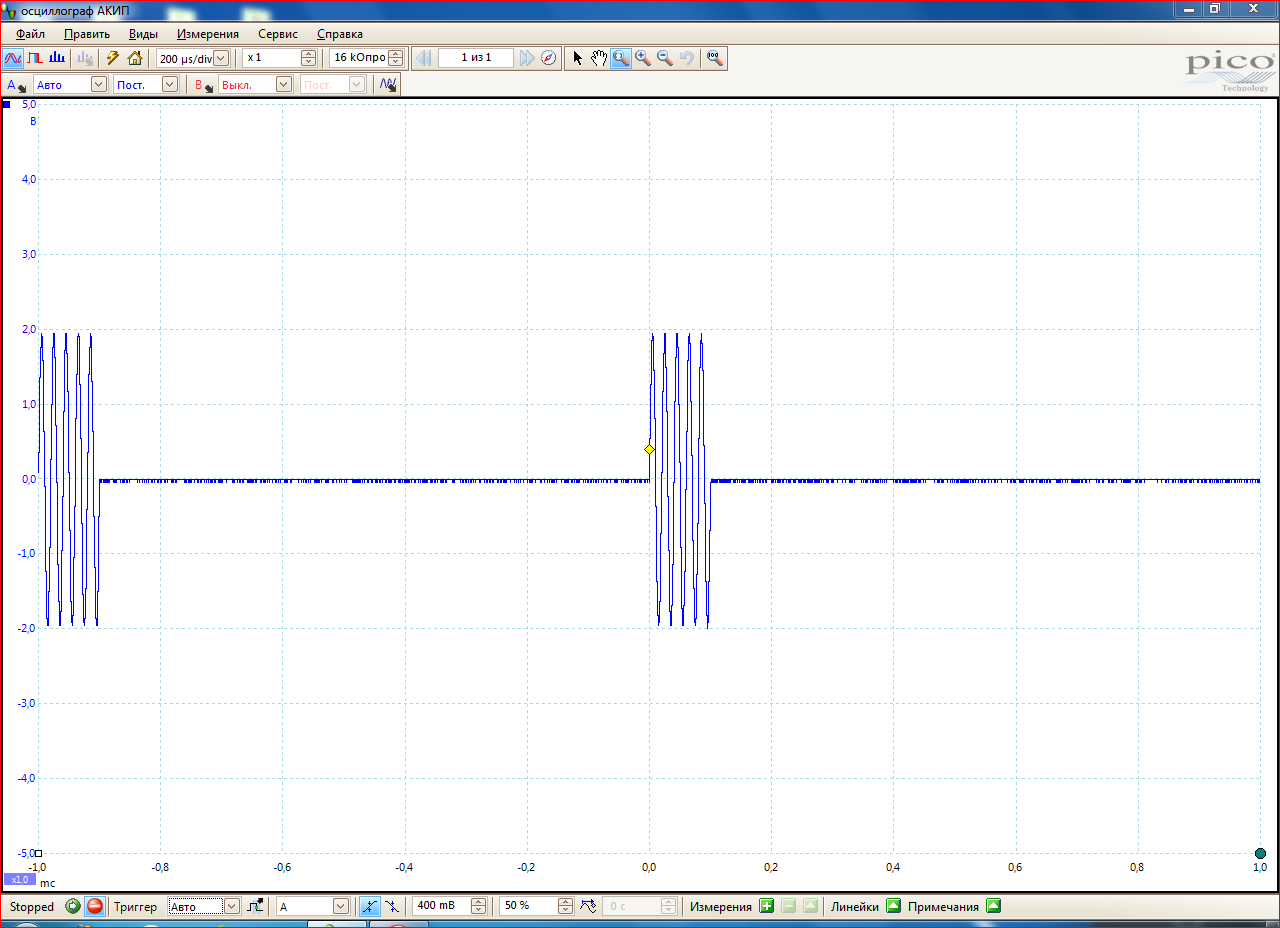 осциллограф АКИП
Файл Править Виды Измерения Сервис Справка
200 µs/div x 1 16 кОпро 1 из 1
pico
Technology
A Авто Пост. B Выкл. Пост.
5,0
В
4,0
3,0
2,0
1,0
0,0
-1,0
-2,0
-3,0
-4,0
-5,0
-1,0 -0,8 -0,6 -0,4 -0,2 0,0 0,2 0,4 0,6 0,8 1,0
x1.0 мс
Stopped Триггер Авто A 400 mB 50 % 0 с Измерения Линейки Примечания